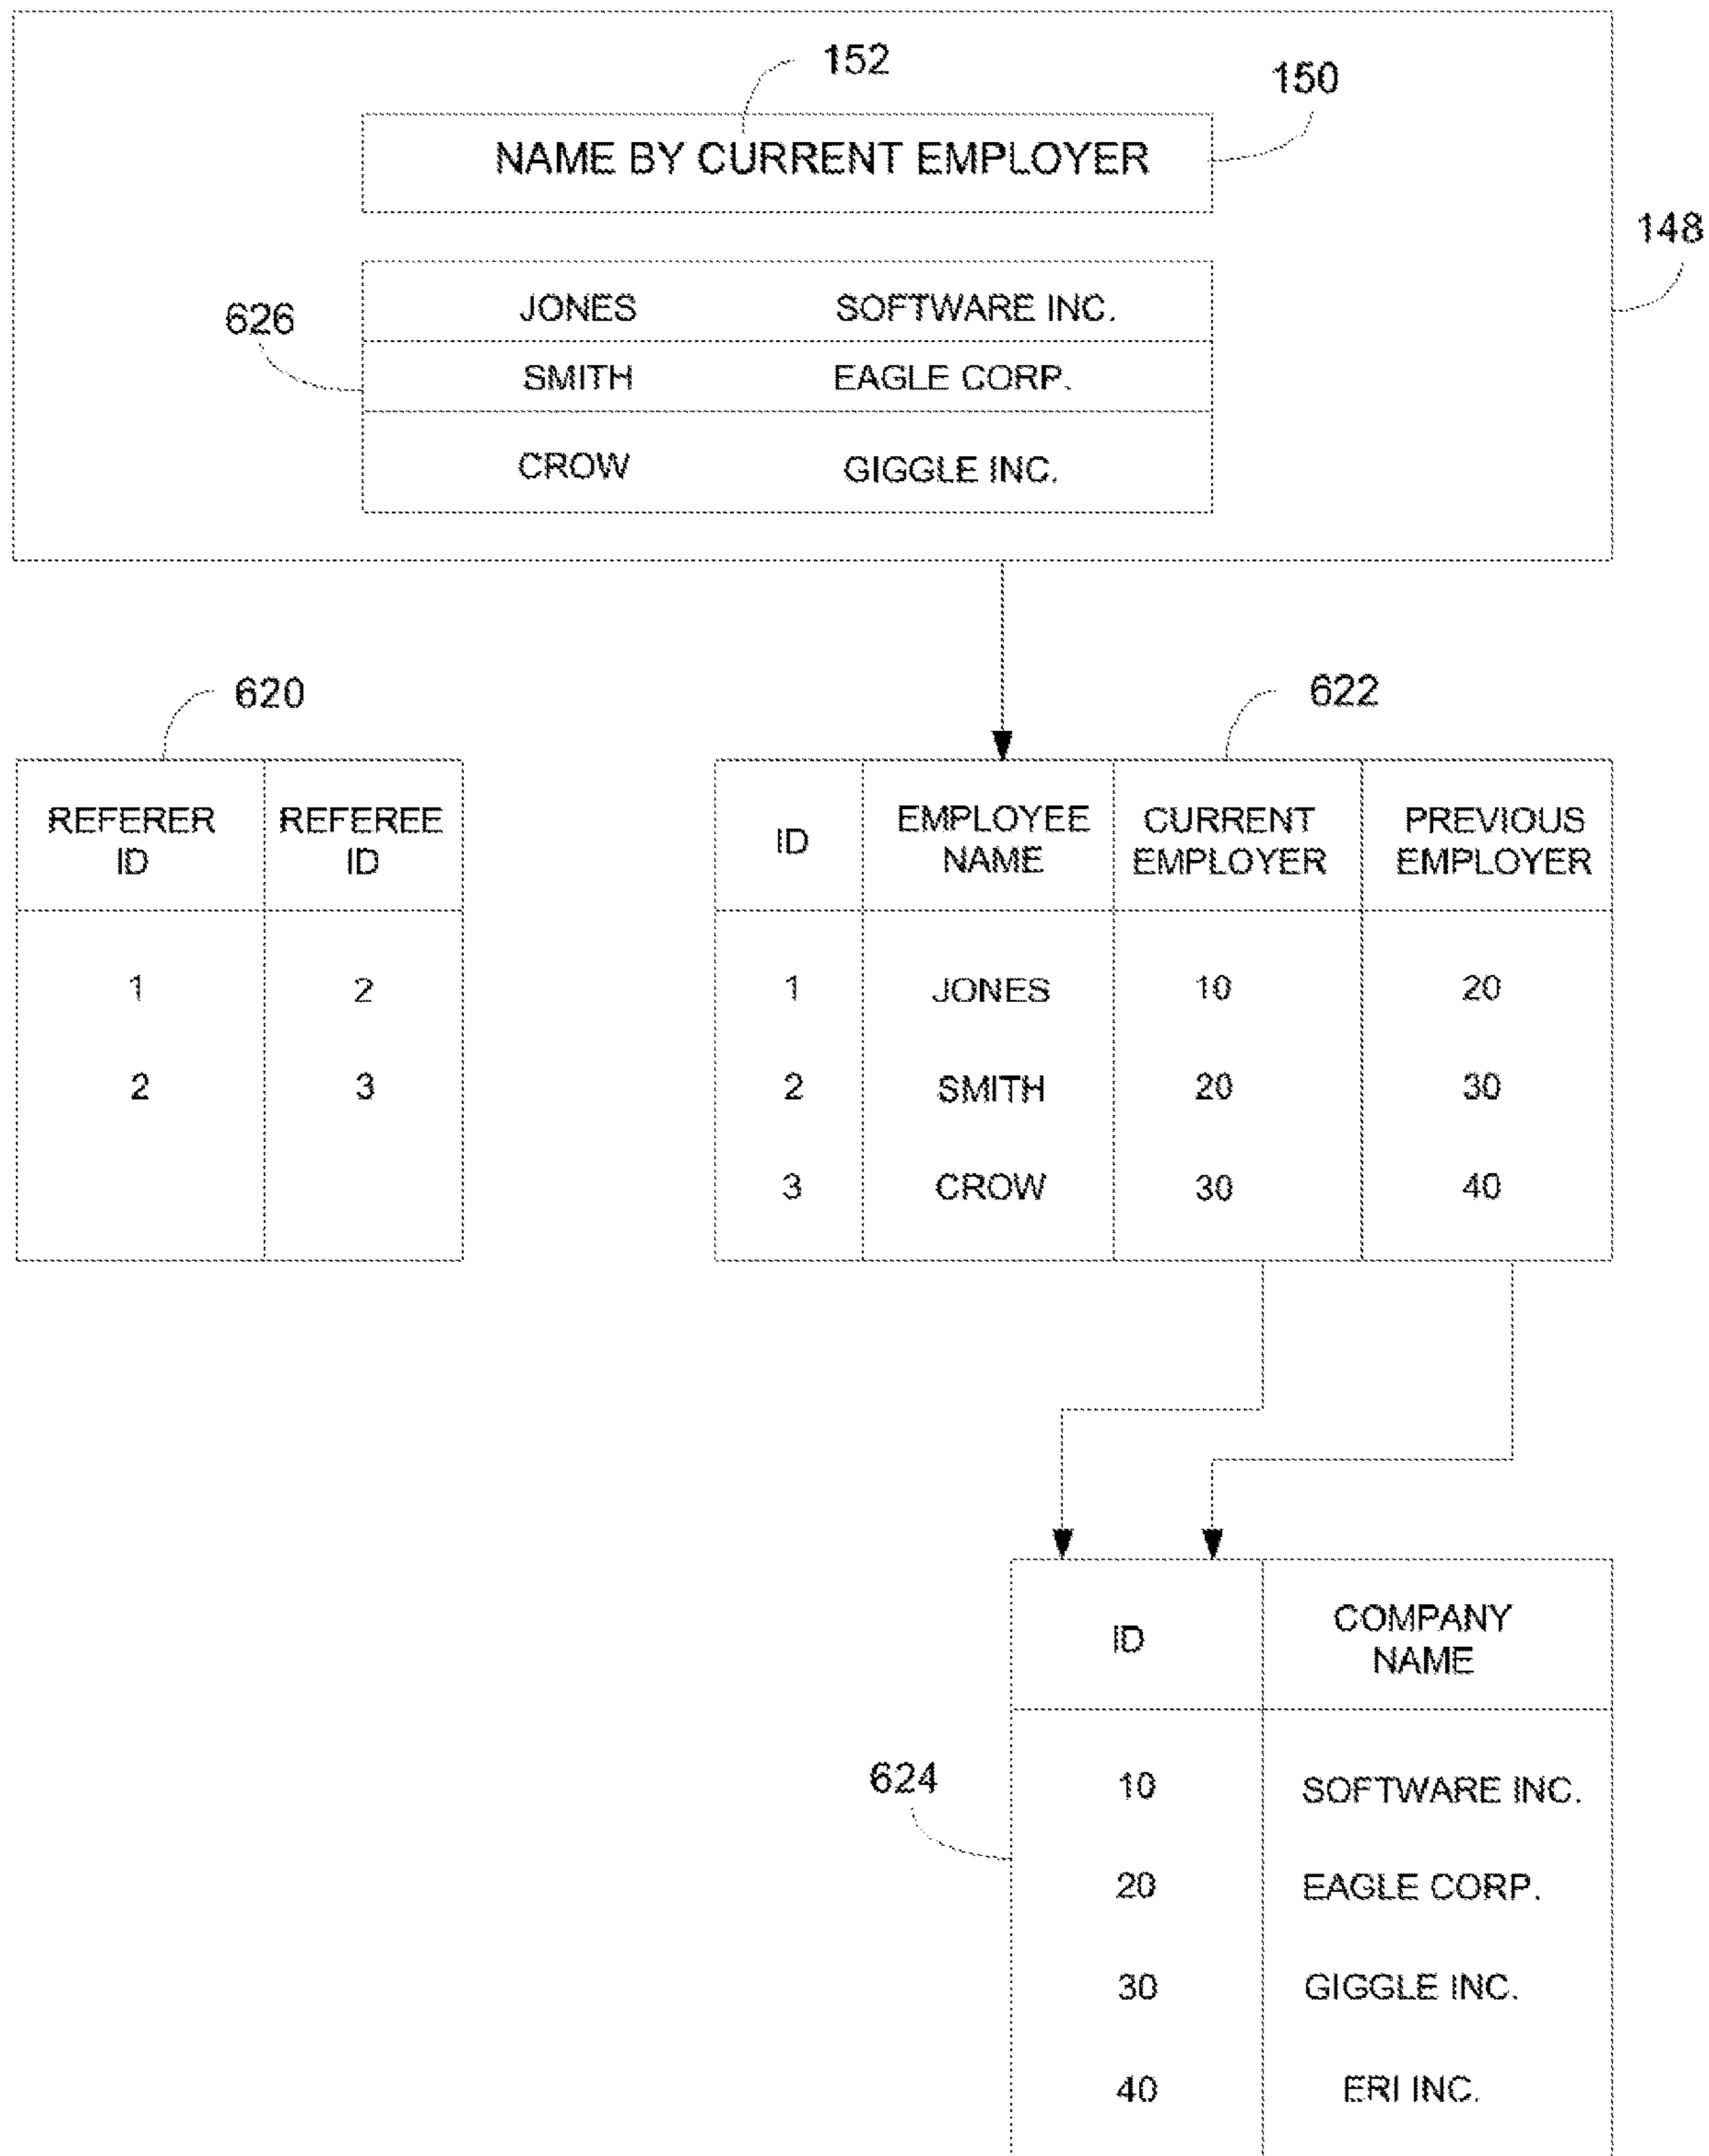 152
150
NAME BY CURRENT EMPLOYER
148
626
JONES SOFTWARE INC.
SMITH EAGLE CORP.
CROW GIGGLE INC.
620
622
REFERER ID REFEREE ID
1 2
2 3
ID EMPLOYEE NAME CURRENT EMPLOYER PREVIOUS EMPLOYER
1 JONES 10 20
2 SMITH 20 30
3 CROW 30 40
624
ID COMPANY NAME
10 SOFTWARE INC.
20 EAGLE CORP.
30 GIGGLE INC.
40 ERI INC.